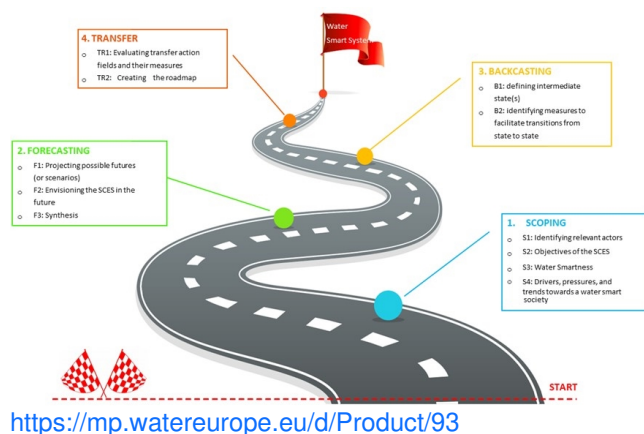 Water
Smart System
4. TRANSFER
o TR1: Evaluating transfer action
fields and their measures
o TR2: Creating the roadmap
3. BACKCASTING
o B1: defining intermediate
state(s)
o B2: identifying measures to
facilitate transitions from
state to state
2. FORECASTING
o F1: Projecting possible futures
(or scenarios)
o F2: Envisioning the SCES in the
future
o F3: Synthesis
1. SCOPING
o S1: Identifying relevant actors
o S2: Objectives of the SCES
o S3: Water Smartness
o S4: Drivers, pressures, and
trends towards a water smart
society
START
https://mp.watereurope.eu/d/Product/93